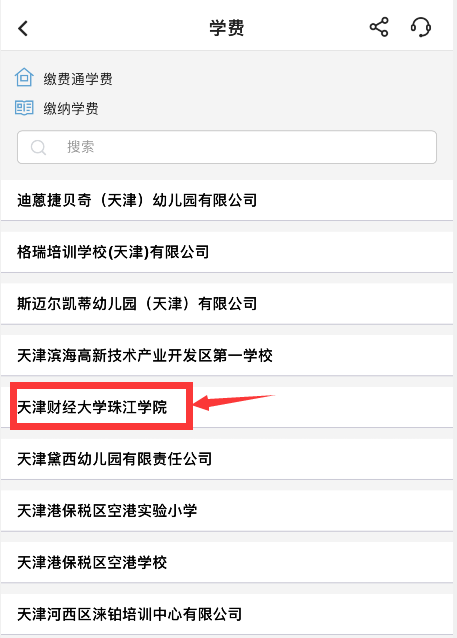 学费
缴费通学费
缴纳学费
搜索
迪蒽捷贝奇（天津）幼儿园有限公司
格瑞培训学校(天津)有限公司
斯迈尔凯蒂幼儿园（天津）有限公司
天津滨海高新技术产业开发区第一学校
天津财经大学珠江学院
天津黛西幼儿园有限责任公司
天津港保税区空港实验小学
天津港保税区空港学校
天津河西区涞铂培训中心有限公司